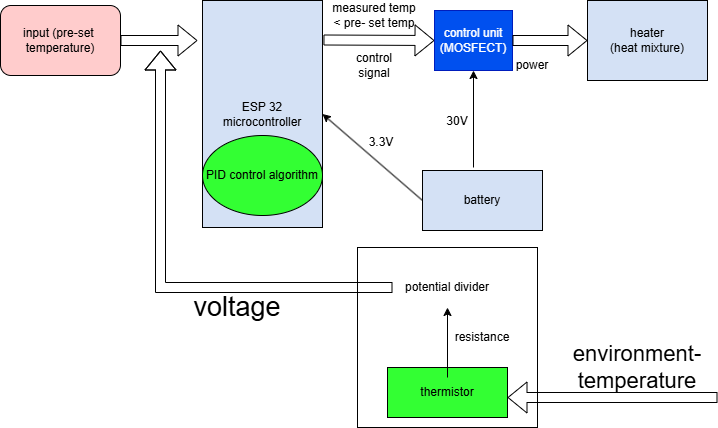 input (pre-set
temperature)
measured temp
< pre- set temp
control
signal
control unit
(MOSFECT)
power
heater
(heat mixture)
ESP 32
microcontroller
PID control algorithm
3.3V
30V
battery
voltage
potential divider
resistance
thermistor
environment-
temperature